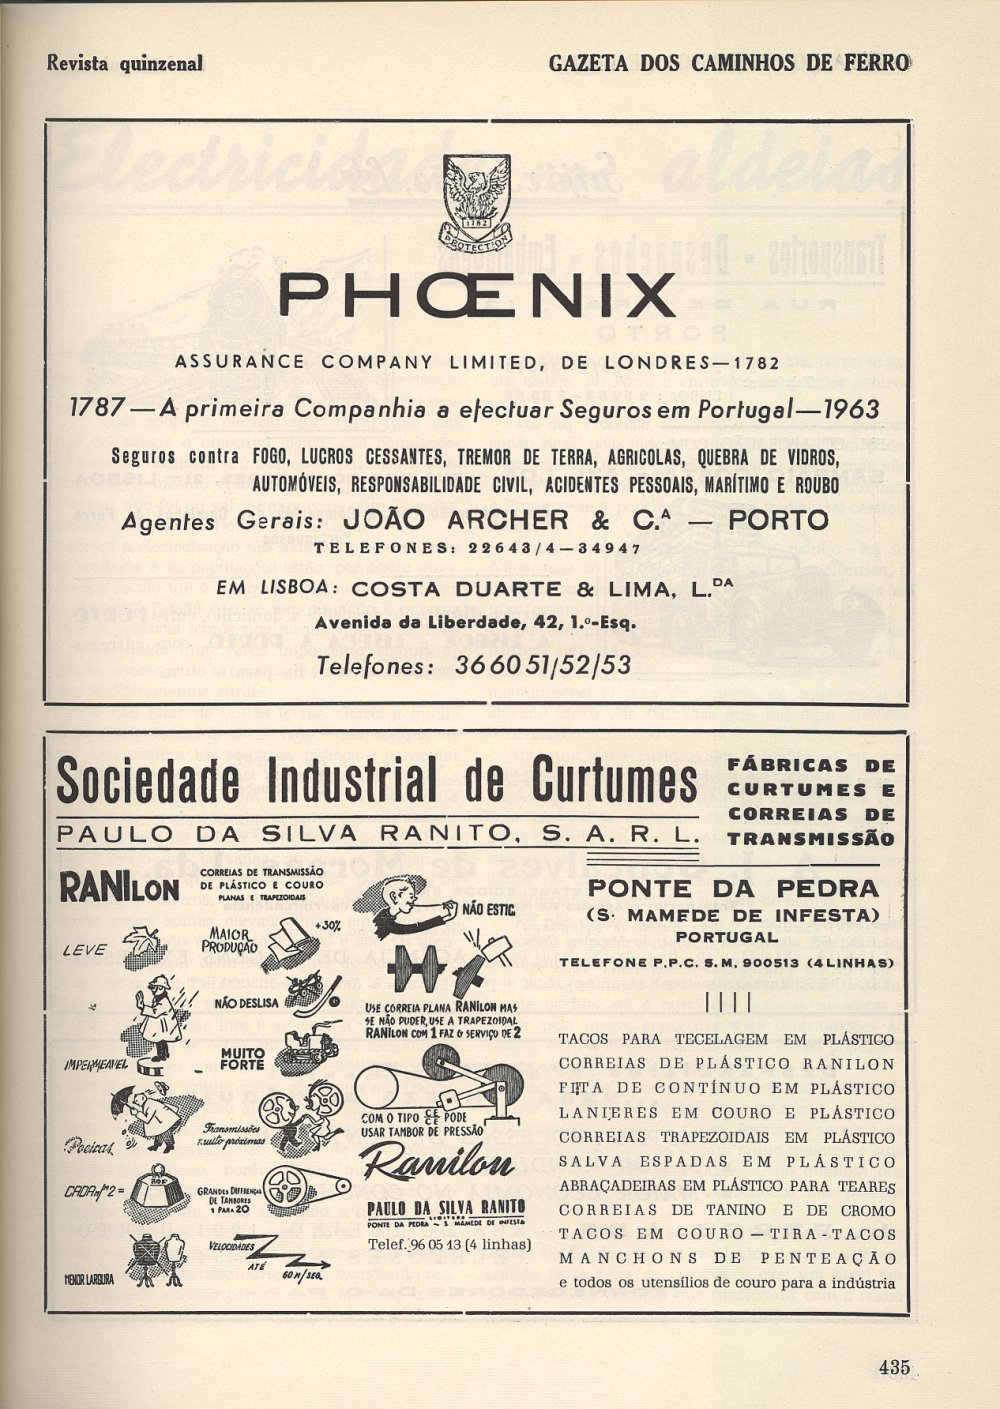 Revista quinzenal
GAZETA DOS CAMINHOS DE FERRO
1782
PROTECTION
PHŒNIX
ASSURANCE COMPANY LIMITED, DE LONDRES—1782
1787—A primeira Companhia a efectuar Seguros em Portugal—1963
Seguros contra FOGO, LUCROS CESSANTES, TREMOR DE TERRA, AGRICOLAS, QUEBRA DE VIDROS,
AUTOMÓVEIS, RESPONSABILIDADE CIVIL, ACIDENTES PESSOAIS, MARÍTIMO E ROUBO
Agentes Gerais: JOÃO ARCHER & C.ᴬ — PORTO
TELEFONES: 22643/4—34947
EM LISBOA: COSTA DUARTE & LIMA, L.ᴰᴬ
Avenida da Liberdade, 42, 1.º-Esq.
Telefones: 36 60 51/52/53
Sociedade Industrial de Curtumes
PAULO DA SILVA RANITO, S. A. R. L.
FÁBRICAS DE
CURTUMES E
CORREIAS DE
TRANSMISSÃO
RANILON
CORREIAS DE TRANSMISSÃO
DE PLÁSTICO E COURO
PLANAS E TRAPEZOIDAIS
LEVE
IMPERMEAVEL
Poeiras
CADA m/m2 =
MENOR LARGURA
MAIOR
PRODUÇÃO
+30%
NÃO DESLISA
MUITO
FORTE
Transmissões
muito próximas
GRANDES DIFERENÇAS
DE TAMBORES
1 PARA 20
VELOCIDADES
ATÉ
60 M/SEG.
NÃO ESTIC
USE CORREIA PLANA RANILON MAS
SE NÃO PUDER, USE A TRAPEZOIDAL
RANILON COM 1 FAZ O SERVIÇO DE 2
COM O TIPO CE CE PODE
USAR TAMBOR DE PRESSÃO
Ranilon
PAULO DA SILVA RANITO
LIMITADA
PONTE DA PEDRA — S. MAMEDE DE INFESTA
Telef. 96 05 13 (4 linhas)
PONTE DA PEDRA
(S. MAMEDE DE INFESTA)
PORTUGAL
TELEFONE P.P.C. S.M. 900513 (4 LINHAS)
TACOS PARA TECELAGEM EM PLÁSTICO
CORREIAS DE PLÁSTICO RANILON
FITA DE CONTÍNUO EM PLÁSTICO
LANIERES EM COURO E PLÁSTICO
CORREIAS TRAPEZOIDAIS EM PLÁSTICO
SALVA ESPADAS EM PLÁSTICO
ABRAÇADEIRAS EM PLÁSTICO PARA TEARES
CORREIAS DE TANINO E DE CROMO
TACOS EM COURO — TIRA-TACOS
MANCHONS DE PENTEAÇÃO
e todos os utensílios de couro para a indústria
435